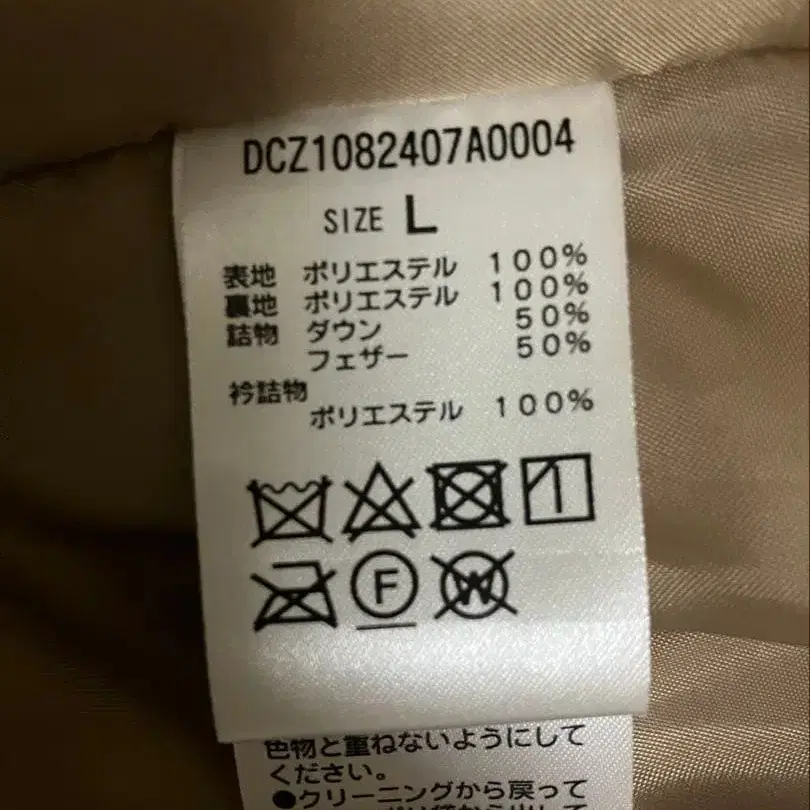 DCZ1082407A0004
SIZE L
表地 ポリエステル 100%
裏地 ポリエステル 100%
詰物 ダウン 50%
フェザー 50%
衿詰物
ポリエステル 100%
F W
色物と重ねないようにして
ください。
●クリーニングから戻って